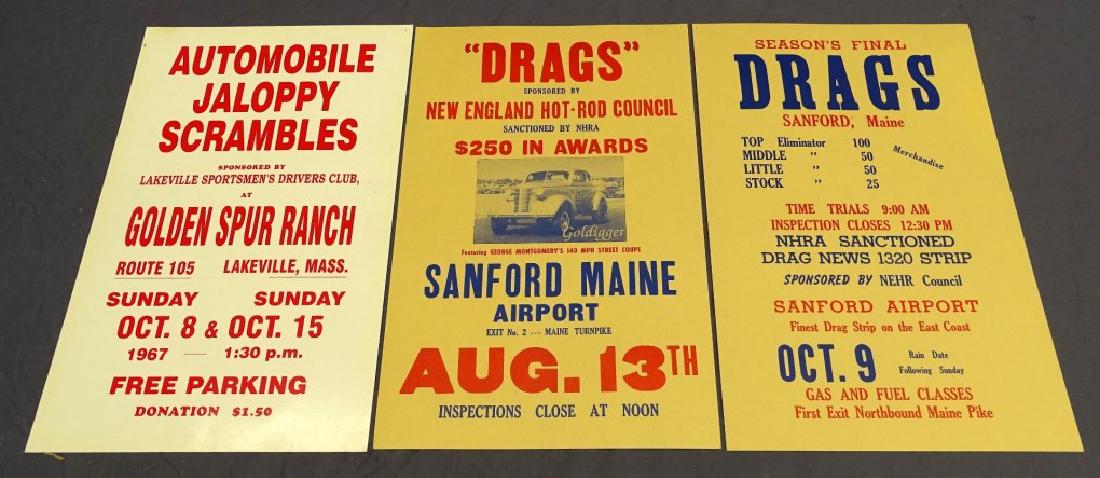 AUTOMOBILE
JALOPPY
SCRAMBLES
SPONSORED BY
LAKEVILLE SPORTSMEN'S DRIVERS CLUB,
AT
GOLDEN SPUR RANCH
ROUTE 105 LAKEVILLE, MASS.
SUNDAY SUNDAY
OCT. 8 & OCT. 15
1967 — 1:30 p.m.
FREE PARKING
DONATION $1.50
"DRAGS"
SPONSORED BY
NEW ENGLAND HOT-ROD COUNCIL
SANCTIONED BY NHRA
$250 IN AWARDS
Goldigger
Featuring GEORGE MONTGOMERY'S 140 MPH STREET COUPE
SANFORD MAINE
AIRPORT
EXIT No. 2 --- MAINE TURNPIKE
AUG. 13TH
INSPECTIONS CLOSE AT NOON
SEASON'S FINAL
DRAGS
SANFORD, Maine
TOP Eliminator 100
MIDDLE " 50
LITTLE " 50
STOCK " 25
Merchandise
TIME TRIALS 9:00 AM
INSPECTION CLOSES 12:30 PM
NHRA SANCTIONED
DRAG NEWS 1320 STRIP
SPONSORED BY NEHR Council
SANFORD AIRPORT
Finest Drag Strip on the East Coast
OCT. 9 Rain Date
Following Sunday
GAS AND FUEL CLASSES
First Exit Northbound Maine Pike